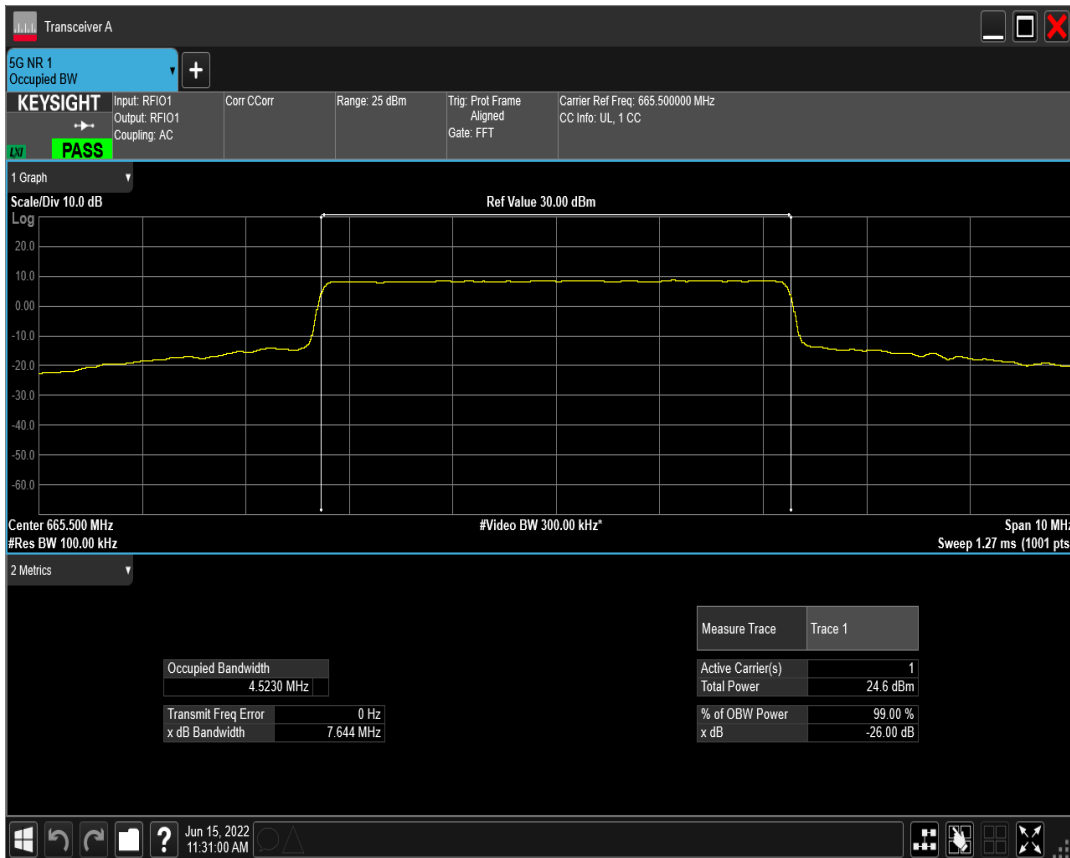 Transceiver A
5G NR 1
Occupied BW
+
KEYSIGHT
LXI
PASS
Input: RFIO1
Output: RFIO1
Coupling: AC
Corr CCorr
Range: 25 dBm
Trig: Prot Frame
Aligned
Gate: FFT
Carrier Ref Freq: 665.500000 MHz
CC Info: UL, 1 CC
1 Graph
Scale/Div 10.0 dB
Ref Value 30.00 dBm
Log
20.0
10.0
0.00
-10.0
-20.0
-30.0
-40.0
-50.0
-60.0
Center 665.500 MHz
#Video BW 300.00 kHz*
Span 10 MHz
#Res BW 100.00 kHz
Sweep 1.27 ms (1001 pts
2 Metrics
Measure Trace Trace 1
Occupied Bandwidth
4.5230 MHz
Active Carrier(s) 1
Total Power 24.6 dBm
Transmit Freq Error 0 Hz
x dB Bandwidth 7.644 MHz
% of OBW Power 99.00 %
x dB -26.00 dB
?
Jun 15, 2022
11:31:00 AM